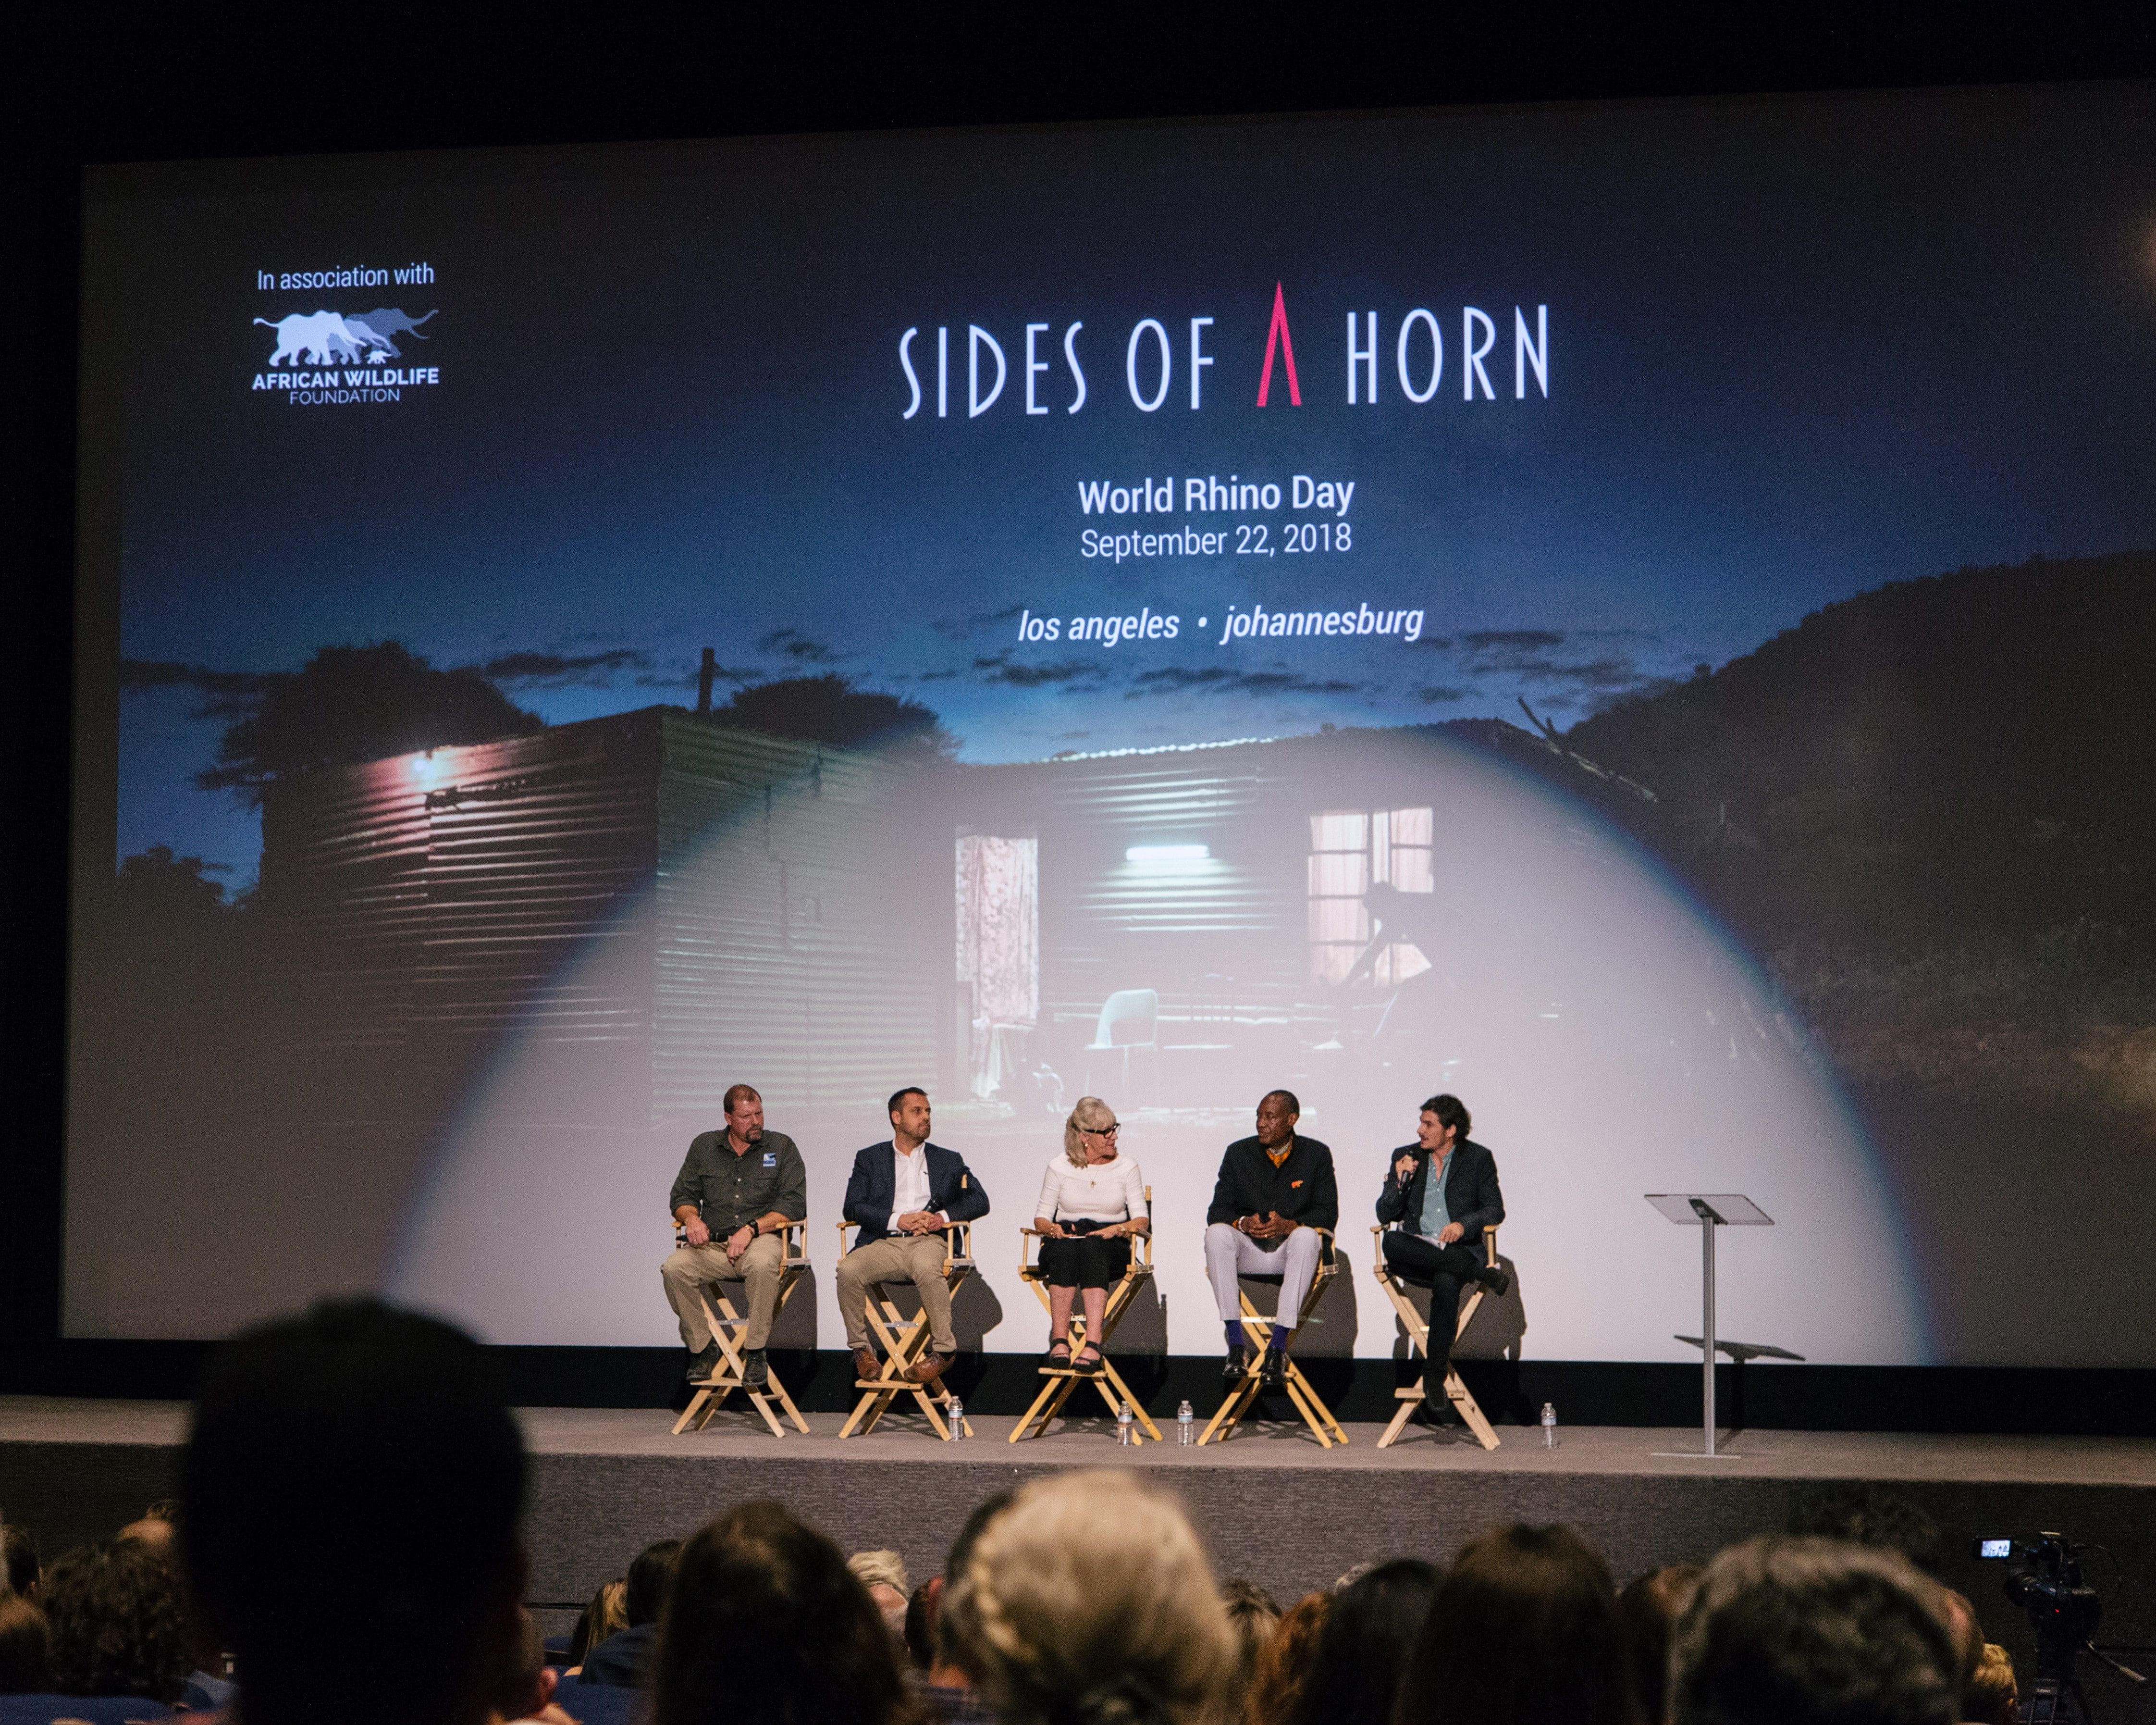 In association with
AFRICAN WILDLIFE
FOUNDATION
SIDES OF A HORN
World Rhino Day
September 22, 2018
los angeles • johannesburg